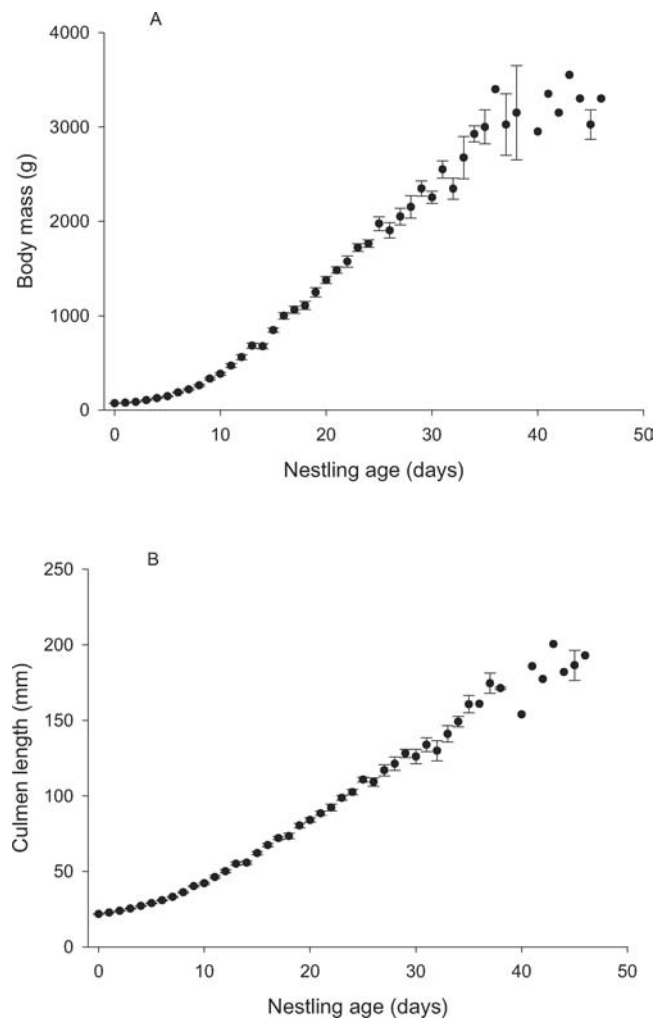 A
4000
3000
2000
1000
0
Body mass (g)
0 10 20 30 40 50
Nestling age (days)
B
250
200
150
100
50
0
Culmen length (mm)
0 10 20 30 40 50
Nestling age (days)